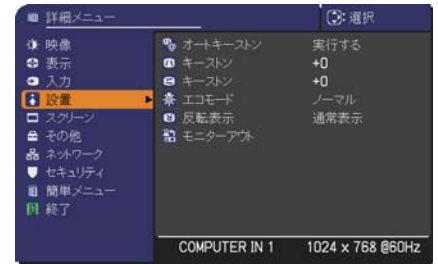 詳細メニュー
: 選択
映像
表示
入力
設置
スクリーン
その他
ネットワーク
セキュリティ
簡単メニュー
終了
オートキーストン 実行する
キーストン +0
キーストン +0
エコモード ノーマル
反転表示 通常表示
モニターアウト
COMPUTER IN 1 1024 x 768 @60Hz